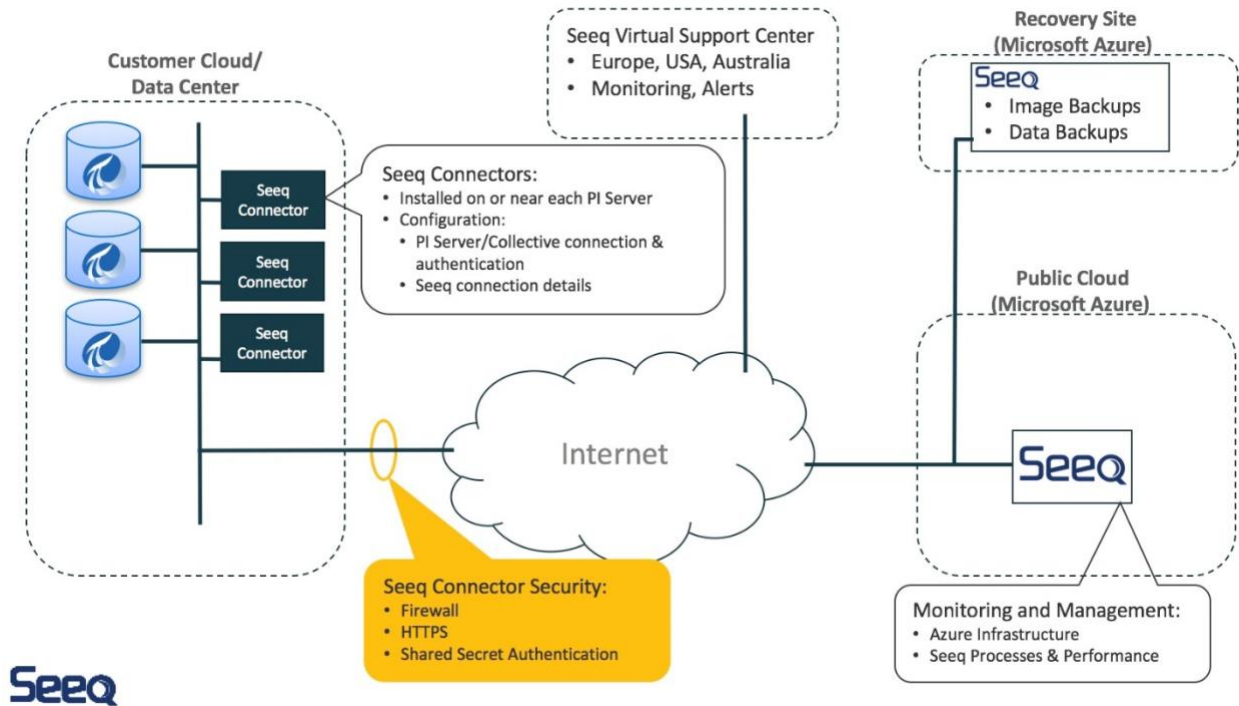 Customer Cloud/
Data Center
Seeq
Connector
Seeq
Connector
Seeq
Connector
Seeq Connectors:
• Installed on or near each PI Server
• Configuration:
• PI Server/Collective connection &
authentication
• Seeq connection details
Seeq Virtual Support Center
• Europe, USA, Australia
• Monitoring, Alerts
Recovery Site
(Microsoft Azure)
Seeq
• Image Backups
• Data Backups
Public Cloud
(Microsoft Azure)
Internet
Seeq
Seeq Connector Security:
• Firewall
• HTTPS
• Shared Secret Authentication
Monitoring and Management:
• Azure Infrastructure
• Seeq Processes & Performance
Seeq